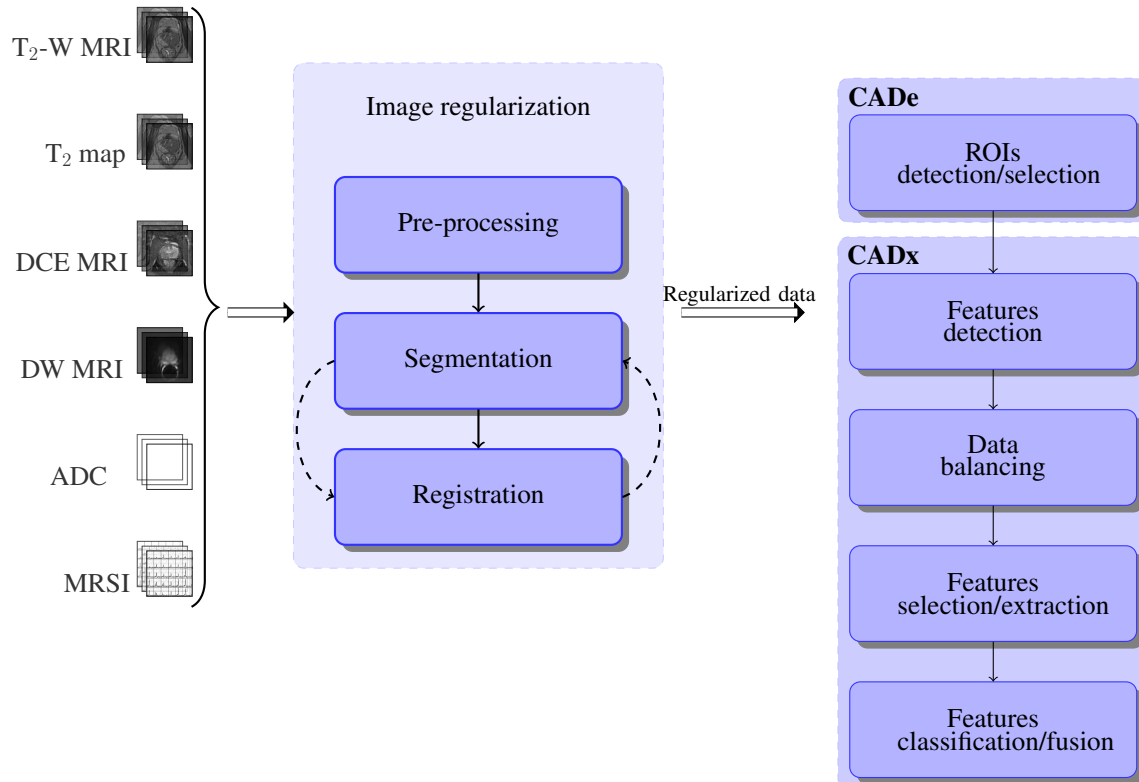 T₂-W MRI
T₂ map
DCE MRI
DW MRI
ADC
MRSI
Image regularization
Pre-processing
Segmentation
Registration
Regularized data
CADe
ROIs
detection/selection
CADx
Features
detection
Data
balancing
Features
selection/extraction
Features
classification/fusion